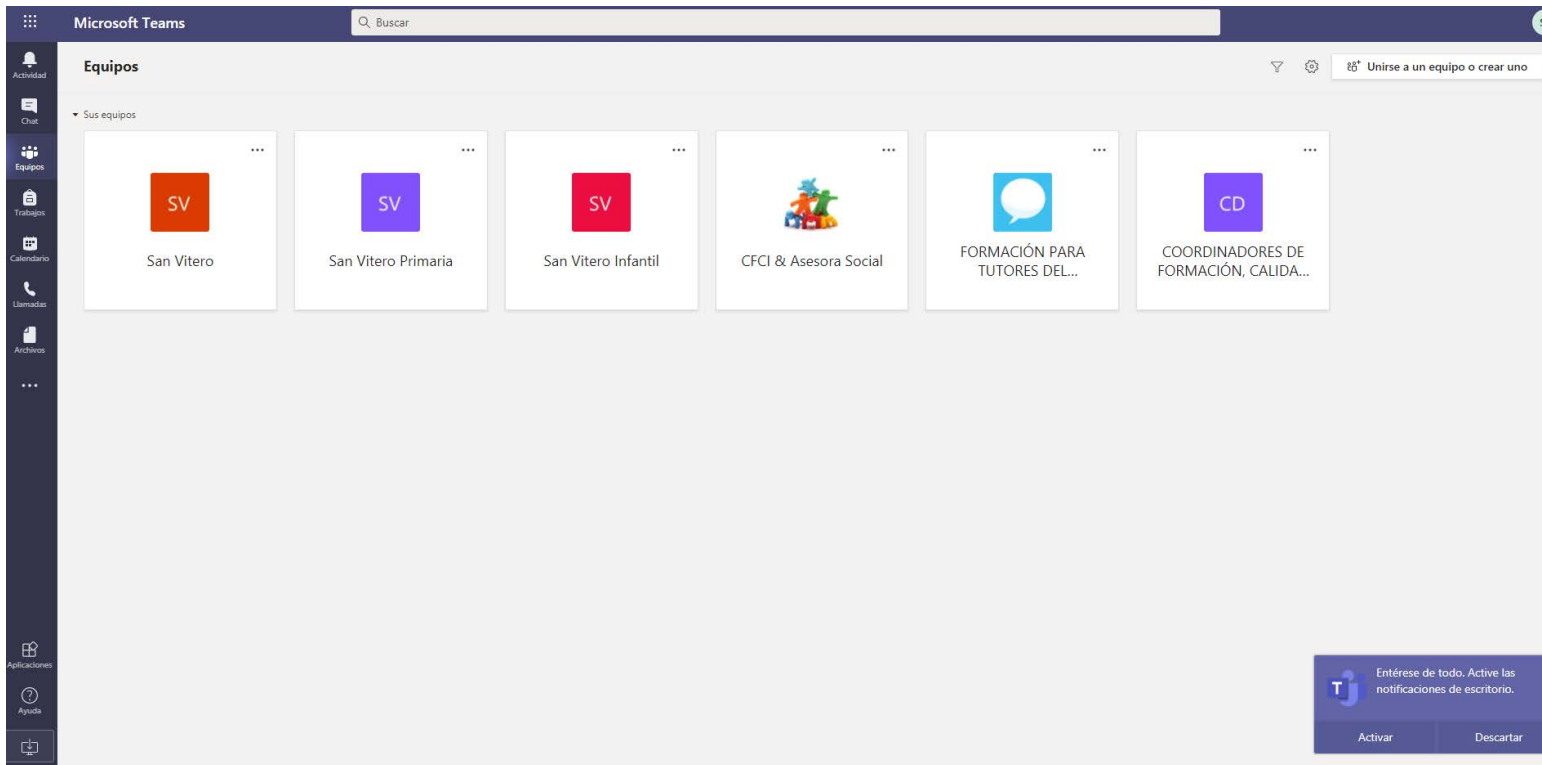 Microsoft Teams
Buscar
Actividad
Chat
Equipos
Trabajos
Calendario
Llamadas
Archivos
Aplicaciones
Ayuda
Equipos
Unirse a un equipo o crear uno
Sus equipos
SV
San Vitero
SV
San Vitero Primaria
SV
San Vitero Infantil
CFCI & Asesora Social
FORMACIÓN PARA
TUTORES DEL...
CD
COORDINADORES DE
FORMACIÓN, CALIDA...
T
Entérese de todo. Active las
notificaciones de escritorio.
Activar
Descartar